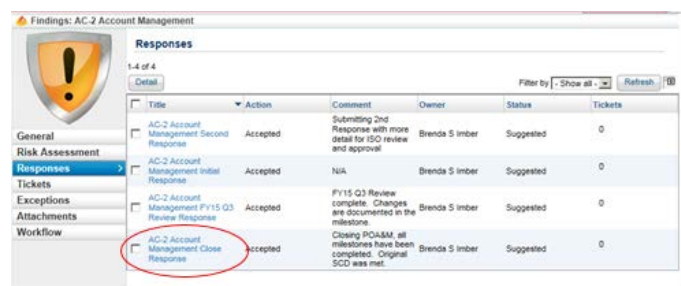 Findings: AC-2 Account Management
Responses
1-4 of 4
Detail
Filter by - Show all - Refresh
Title Action Comment Owner Status Tickets
AC-2 Account
Management Second
Response
Accepted
Submitting 2nd
Response with more
detail for ISO review
and approval
Brenda S Imber
Suggested
0
AC-2 Account
Management Initial
Response
Accepted
N/A
Brenda S Imber
Suggested
0
AC-2 Account
Management FY15 Q3
Review Response
Accepted
FY15 Q3 Review
complete. Changes
are documented in the
milestone.
Brenda S Imber
Suggested
0
AC-2 Account
Management Close
Response
Accepted
Closing POA&M, all
milestones have been
completed. Original
SCD was met.
Brenda S Imber
Suggested
0
General
Risk Assessment
Responses
Tickets
Exceptions
Attachments
Workflow